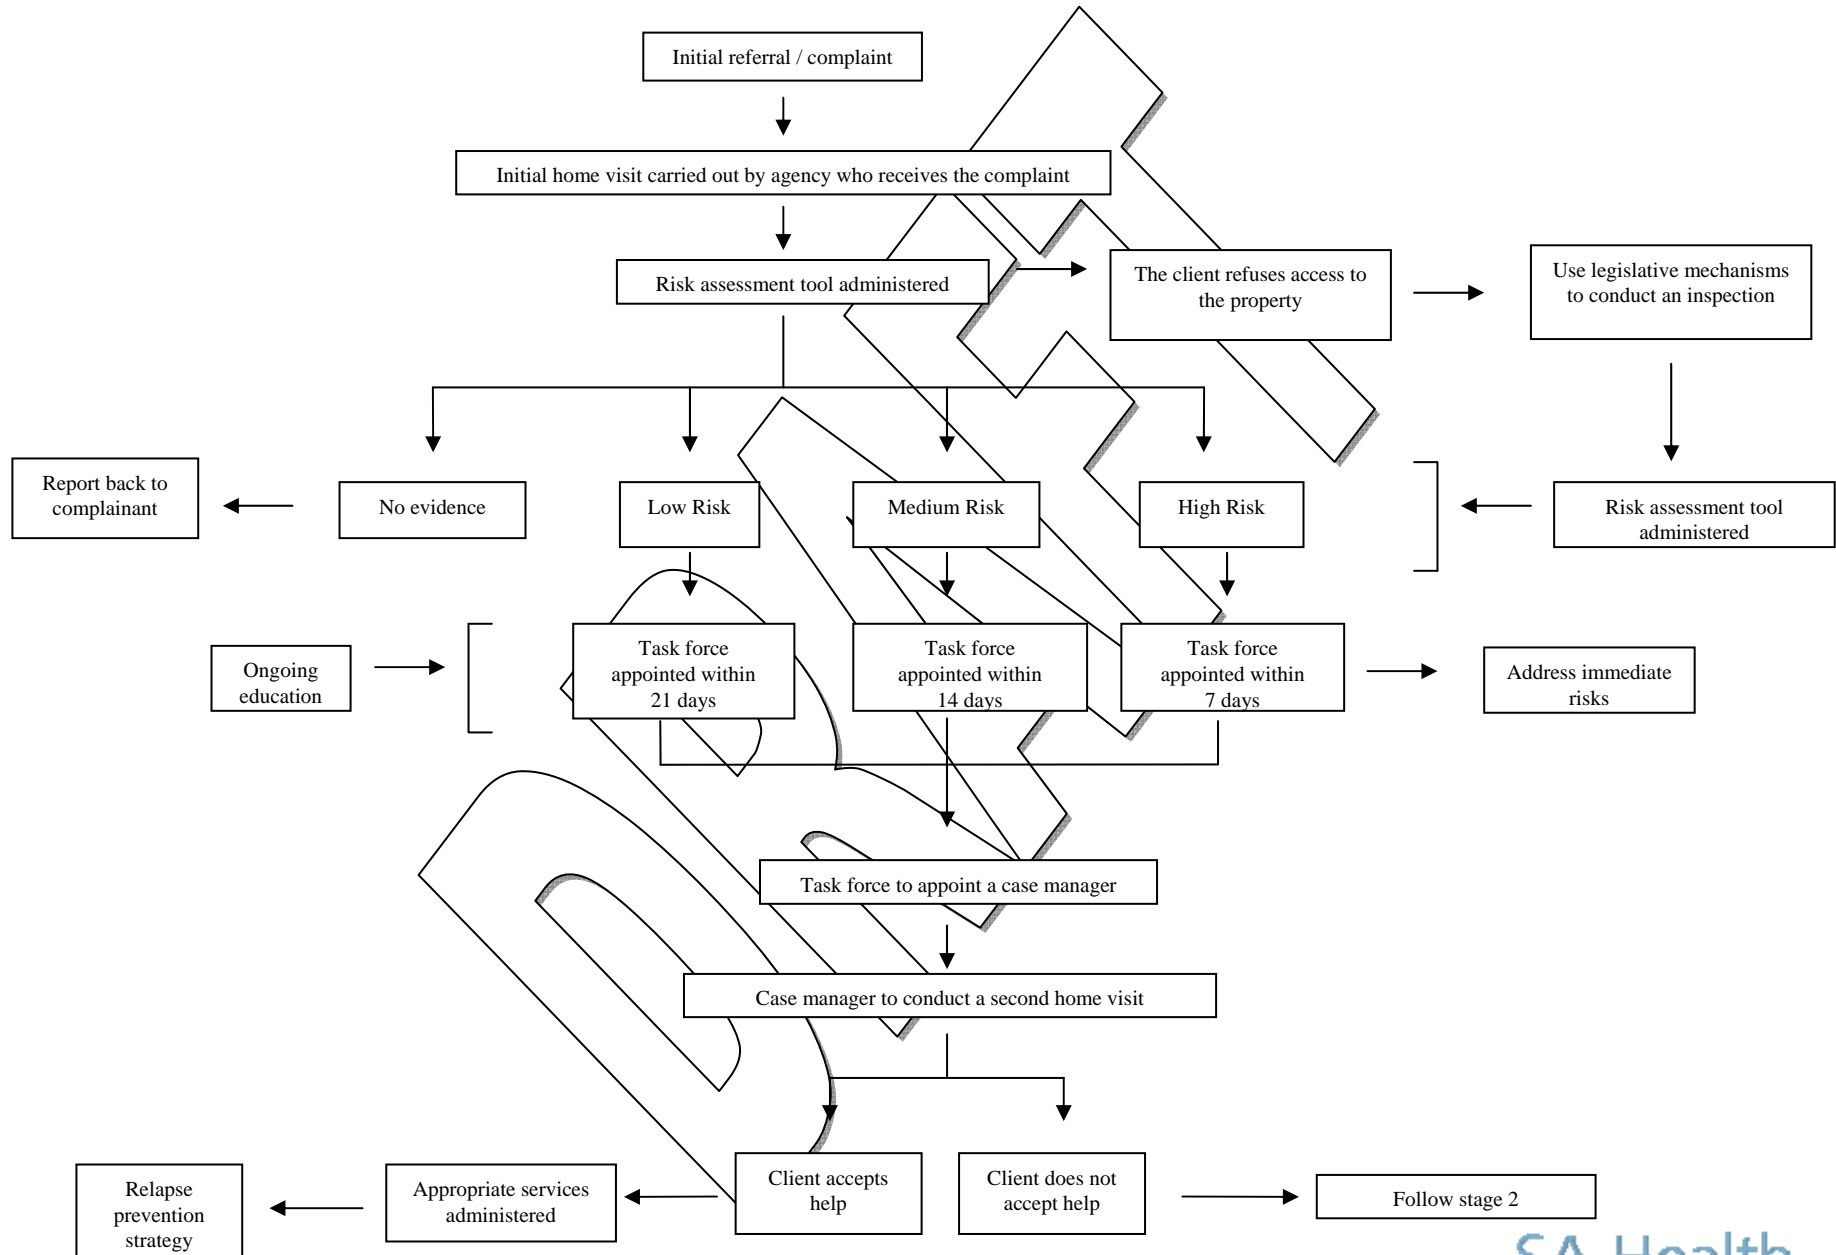 Initial referral / complaint
Initial home visit carried out by agency who receives the complaint
Risk assessment tool administered
The client refuses access to
the property
Use legislative mechanisms
to conduct an inspection
Report back to
complainant
No evidence
Low Risk
Medium Risk
High Risk
Risk assessment tool
administered
Ongoing
education
Task force
appointed within
21 days
Task force
appointed within
14 days
Task force
appointed within
7 days
Address immediate
risks
Task force to appoint a case manager
Case manager to conduct a second home visit
Relapse
prevention
strategy
Appropriate services
administered
Client accepts
help
Client does not
accept help
Follow stage 2
SA Health
DRAFT